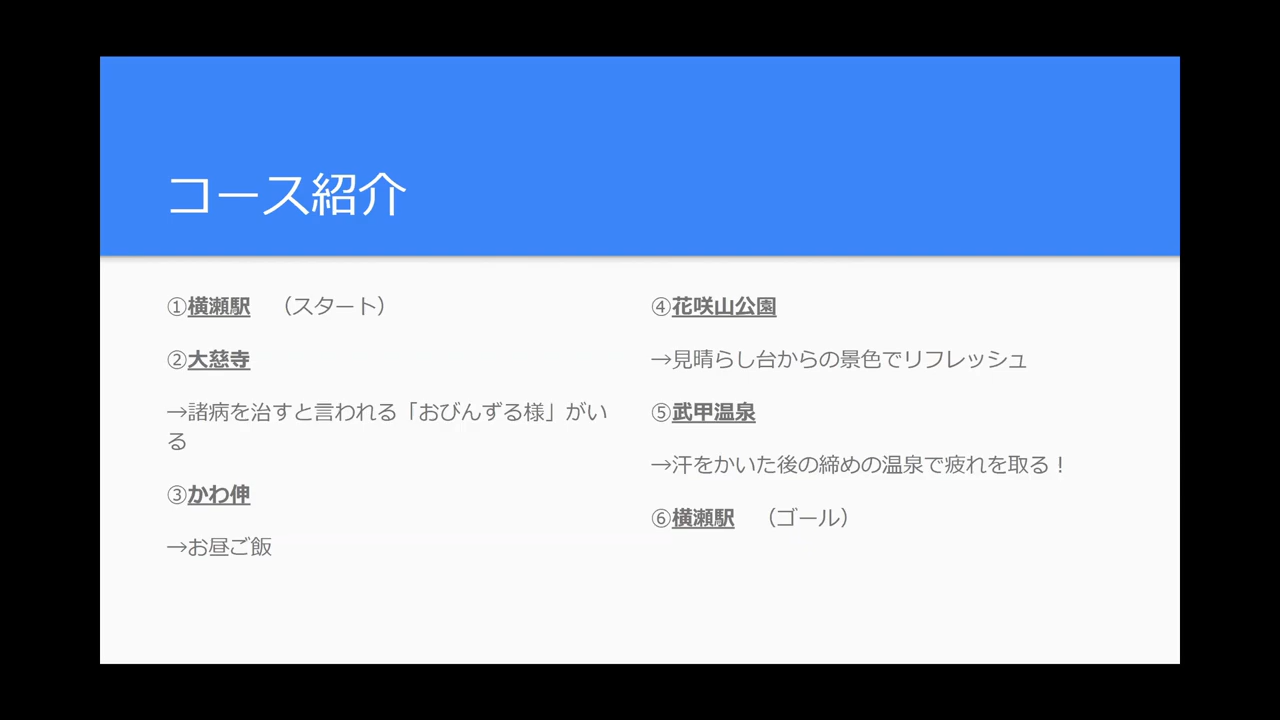 コース紹介
①横瀬駅　（スタート）
②大慈寺
→諸病を治すと言われる「おびんずる様」がい
る
③かわ伸
→お昼ご飯
④花咲山公園
→見晴らし台からの景色でリフレッシュ
⑤武甲温泉
→汗をかいた後の締めの温泉で疲れを取る！
⑥横瀬駅　（ゴール）